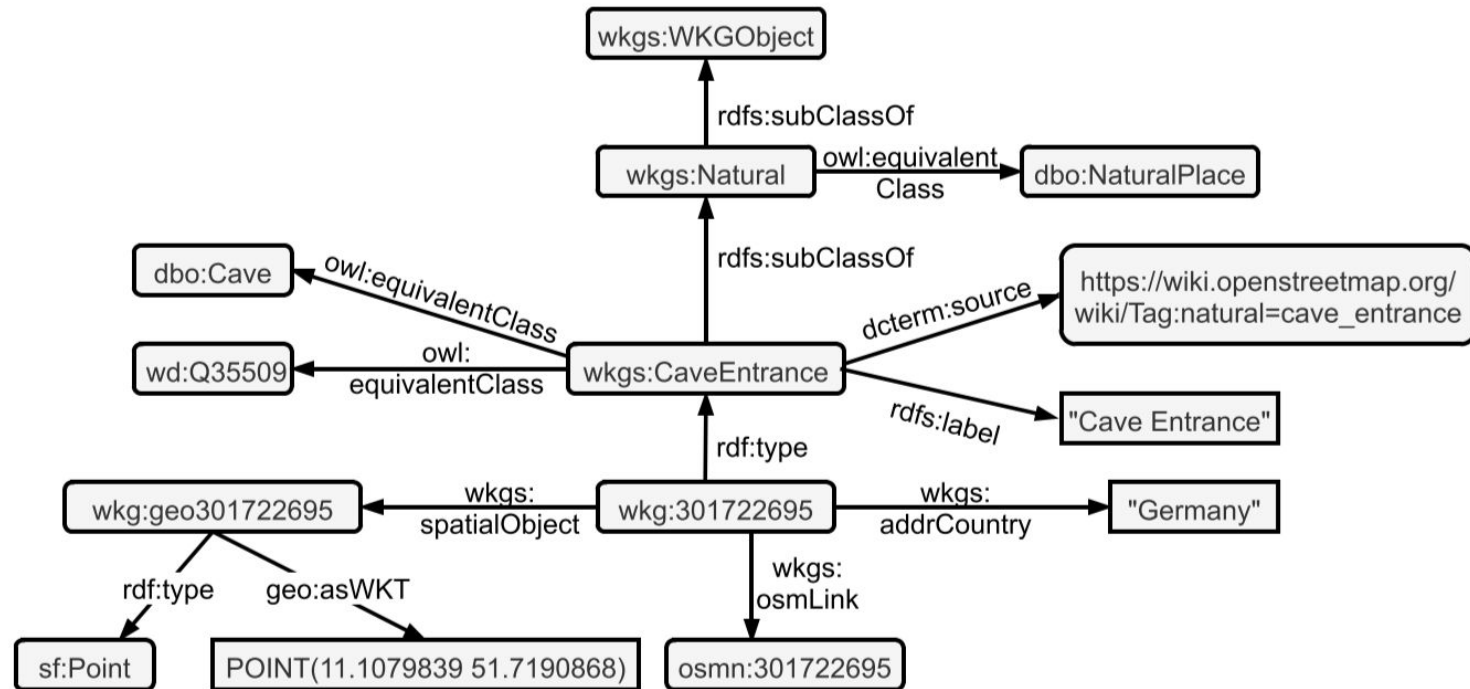 wkgs:WKGObject
rdfs:subClassOf
wkgs:Natural
owl:equivalent
Class
dbo:NaturalPlace
rdfs:subClassOf
dbo:Cave
owl:equivalentClass
dcterm:source
https://wiki.openstreetmap.org/
wiki/Tag:natural=cave_entrance
wd:Q35509
owl:
equivalentClass
wkgs:CaveEntrance
rdfs:label
"Cave Entrance"
rdf:type
wkg:geo301722695
wkgs:
spatialObject
wkg:301722695
wkgs:
addrCountry
"Germany"
rdf:type
geo:asWKT
wkgs:
osmLink
sf:Point
POINT(11.1079839 51.7190868)
osmn:301722695